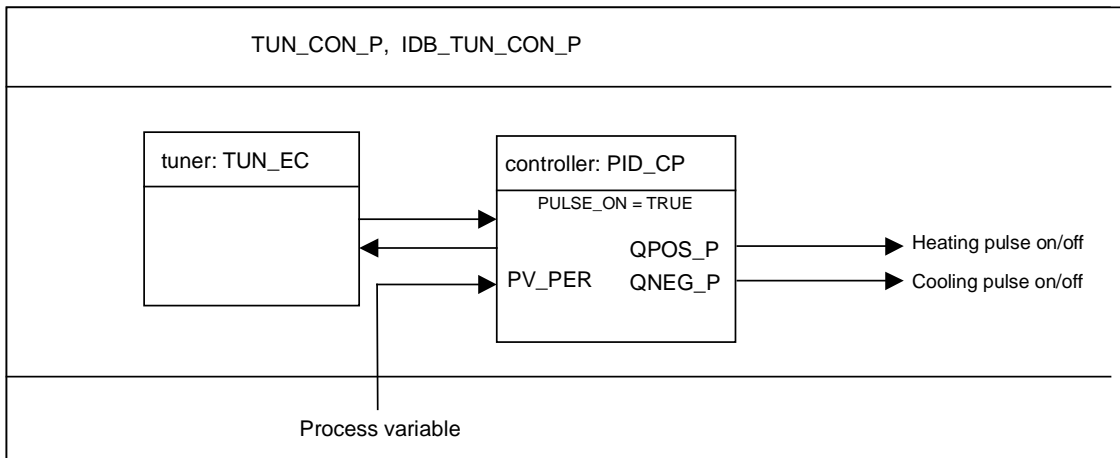 TUN_CON_P, IDB_TUN_CON_P
tuner: TUN_EC
controller: PID_CP
PULSE_ON = TRUE
QPOS_P
Heating pulse on/off
PV_PER
QNEG_P
Cooling pulse on/off
Process variable